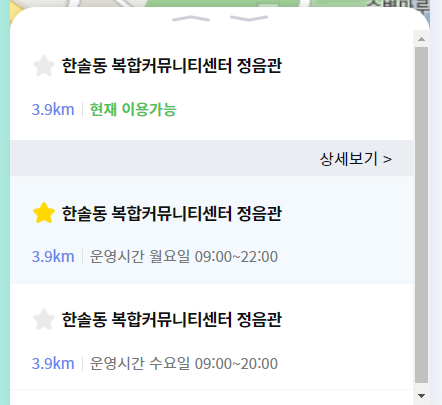 한솔동 복합커뮤니티센터 정음관
3.9km 현재 이용가능
상세보기 >
한솔동 복합커뮤니티센터 정음관
3.9km 운영시간 월요일 09:00~22:00
한솔동 복합커뮤니티센터 정음관
3.9km 운영시간 수요일 09:00~20:00